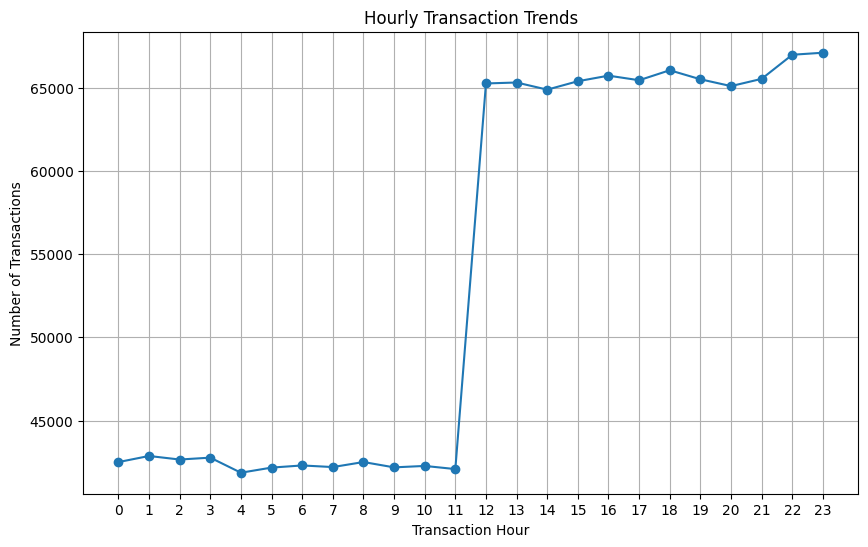 Hourly Transaction Trends
Number of Transactions
65000
60000
55000
50000
45000
0 1 2 3 4 5 6 7 8 9 10 11 12 13 14 15 16 17 18 19 20 21 22 23
Transaction Hour